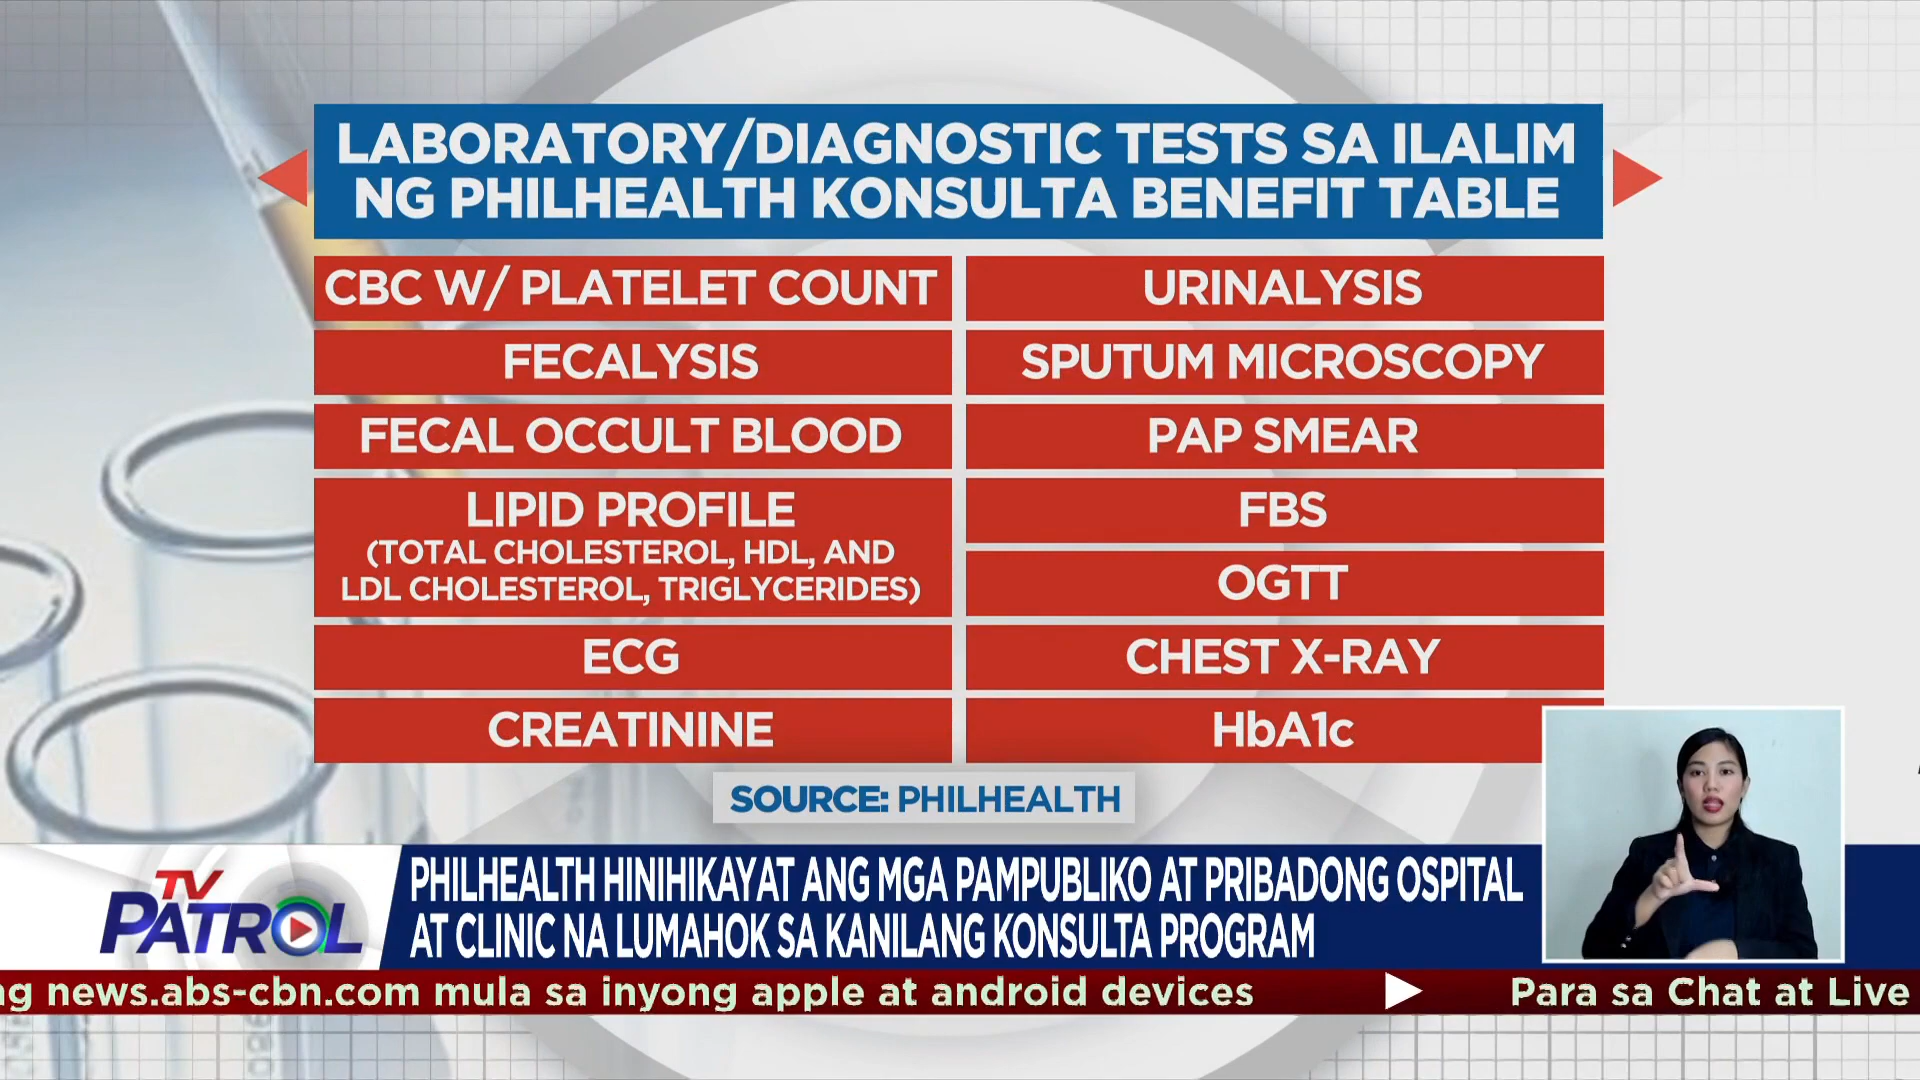 LABORATORY/DIAGNOSTIC TESTS SA ILALIM
NG PHILHEALTH KONSULTA BENEFIT TABLE
CBC W/ PLATELET COUNT
URINALYSIS
FECALYSIS
SPUTUM MICROSCOPY
FECAL OCCULT BLOOD
PAP SMEAR
LIPID PROFILE
(TOTAL CHOLESTEROL, HDL, AND
LDL CHOLESTEROL, TRIGLYCERIDES)
FBS
OGTT
ECG
CHEST X-RAY
CREATININE
HbA1c
SOURCE: PHILHEALTH
TV
PATROL
PHILHEALTH HINIHIKAYAT ANG MGA PAMPUBLIKO AT PRIBADONG OSPITAL
AT CLINIC NA LUMAHOK SA KANILANG KONSULTA PROGRAM
ng news.abs-cbn.com mula sa inyong apple at android devices
Para sa Chat at Live